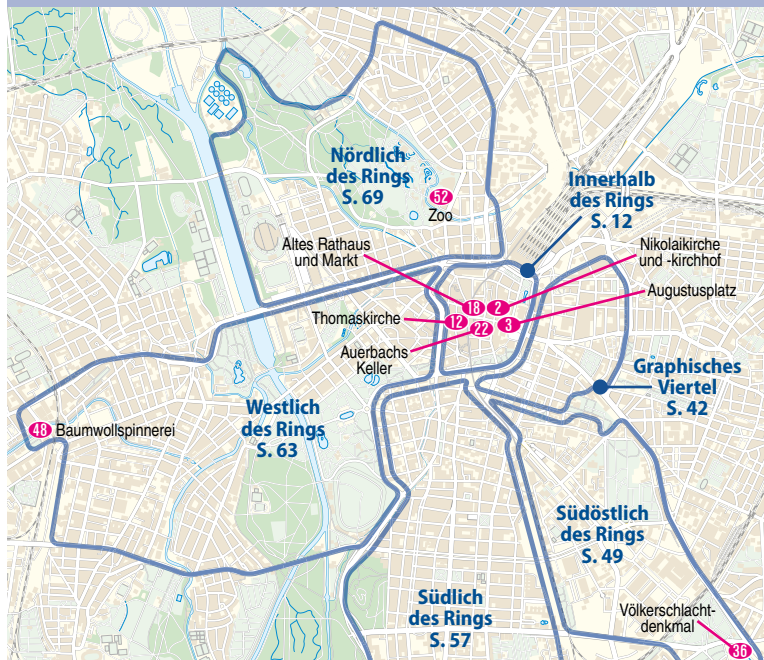 Nördlich
des Rings
S. 69
52
Zoo
Innerhalb
des Rings
S. 12
Altes Rathaus
und Markt
Nikolaikirche
und -kirchhof
18
2
Augustusplatz
Thomaskirche
12
22
3
Auerbachs
Keller
Graphisches
Viertel
S. 42
Westlich
des Rings
S. 63
48
Baumwollspinnerei
Südöstlich
des Rings
S. 49
Südlich
des Rings
S. 57
Völkerschlacht-
denkmal
36